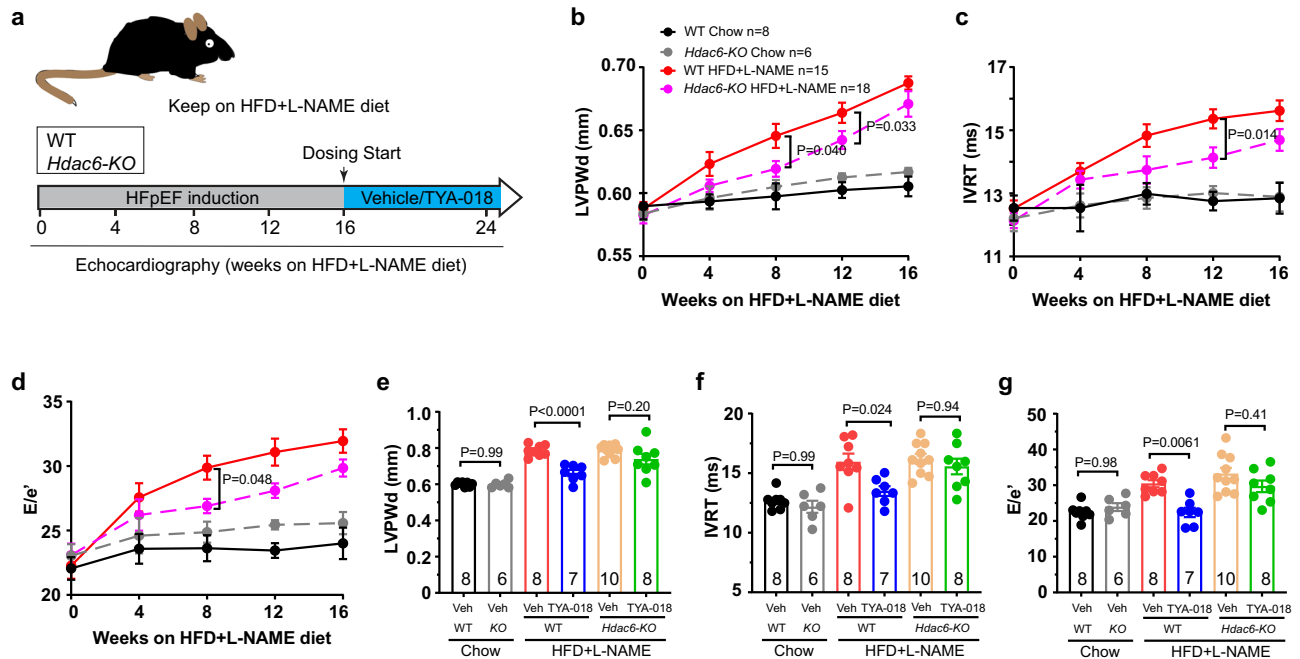 a
Keep on HFD+L-NAME diet
WT
Hdac6-KO
Dosing Start
HFpEF induction
Vehicle/TYA-018
0 4 8 12 16 24
Echocardiography (weeks on HFD+L-NAME diet)
b
WT Chow n=8
Hdac6-KO Chow n=6
WT HFD+L-NAME n=15
Hdac6-KO HFD+L-NAME n=18
LVPWd (mm)
0.70
0.65
0.60
0.55
P=0.040
P=0.033
0 4 8 12 16
Weeks on HFD+L-NAME diet
c
IVRT (ms)
17
15
13
11
P=0.014
0 4 8 12 16
Weeks on HFD+L-NAME diet
d
E/e'
35
31
27
23
P=0.048
0 4 8 12 16
Weeks on HFD+L-NAME diet
e
LVPWd (mm)
1.0
0.8
0.6
0.4
0.2
0.0
P=0.99
P<0.0001
P=0.20
8 6 8 7 10 8
Veh Veh Veh TYA-018 Veh TYA-018
WT KO WT Hdac6-KO
Chow HFD+L-NAME
f
IVRT (ms)
20
15
10
5
P=0.99
P=0.024
P=0.94
8 6 8 7 10 8
Veh Veh Veh TYA-018 Veh TYA-018
WT KO WT Hdac6-KO
Chow HFD+L-NAME
g
E/e'
50
40
30
20
10
0
P=0.98
P=0.0061
P=0.41
8 6 8 7 10 8
Veh Veh Veh TYA-018 Veh TYA-018
WT KO WT Hdac6-KO
Chow HFD+L-NAME